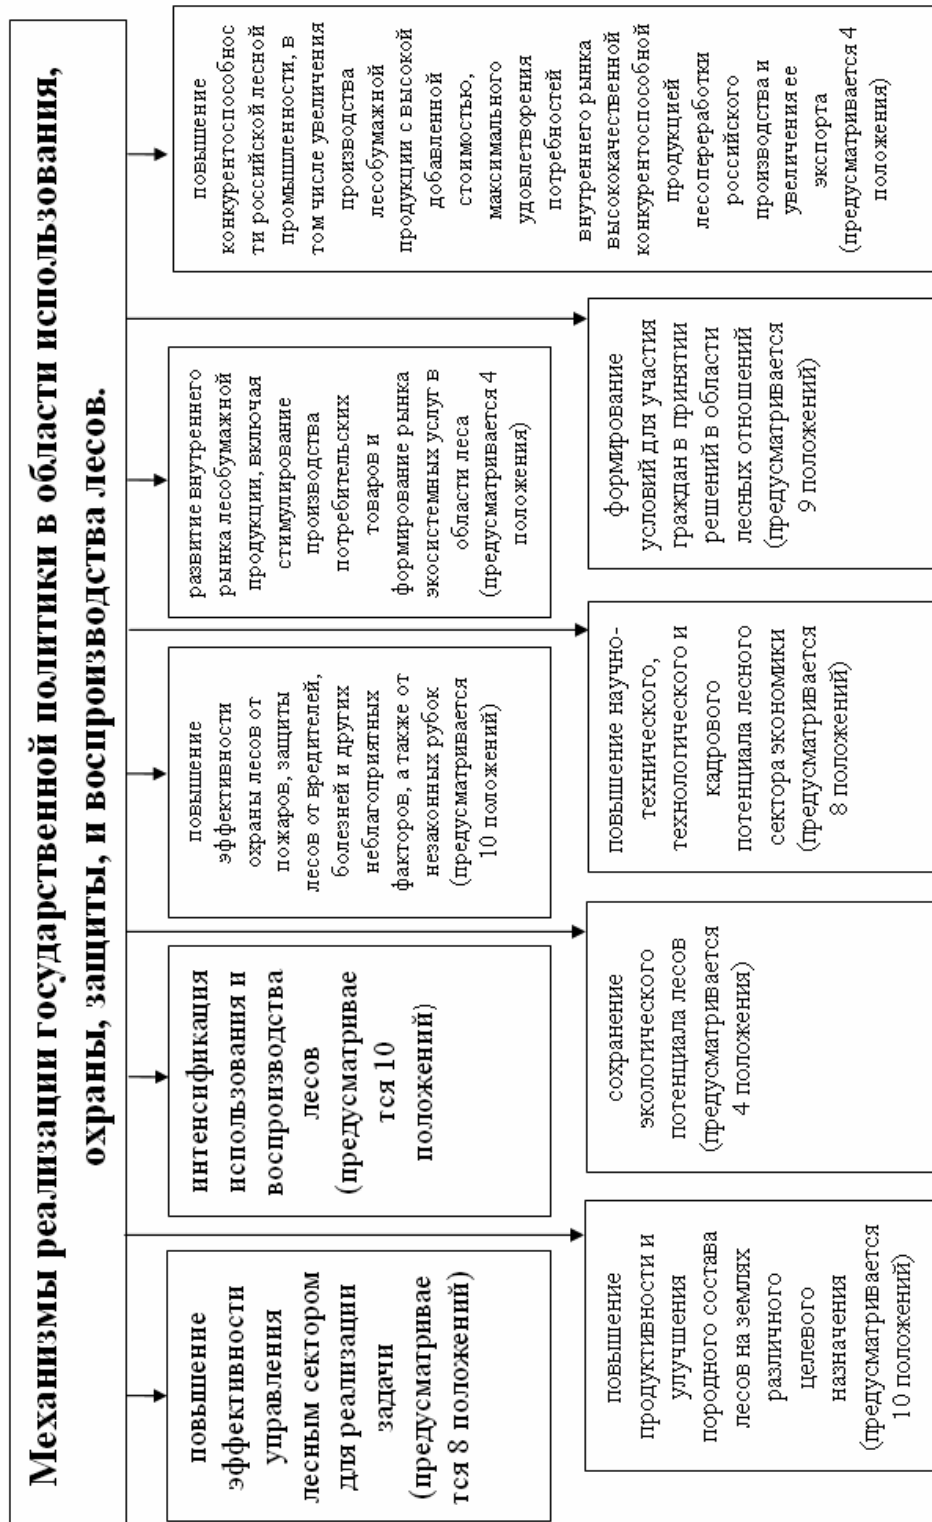 Механизмы реализации государственной политики в области использования,
охраны, защиты, и воспроизводства лесов.
повышение
эффективности
управления
лесным сектором
для реализации
задачи
(предусматривае
тся 8 положений)
интенсификация
использования и
воспроизводства
лесов
(предусматривае
тся 10
положений)
повышение
эффективности
охраны лесов от
пожаров, защиты
лесов от вредителей,
болезней и других
неблагоприятных
факторов, а также от
незаконных рубок
(предусматривается
10 положений)
развитие внутреннего
рынка лесобумажной
продукции, включая
стимулирование
производства
потребительских
товаров и
формирование рынка
экосистемных услуг в
области леса
(предусматривается 4
положения)
повышение
конкурентоспособнос
ти российской лесной
промышленности, в
том числе увеличения
производства
лесобумажной
продукции с высокой
добавленной
стоимостью,
максимального
удовлетворения
потребностей
внутреннего рынка
высококачественной
конкурентоспособной
продукцией
лесопереработки
российского
производства и
увеличения ее
экспорта
(предусматривается 4
положения)
повышение
продуктивности и
улучшения
породного состава
лесов на землях
различного
целевого
назначения
(предусматривается
10 положений)
сохранение
экологического
потенциала лесов
(предусматривается
4 положения)
повышение научно-
технического,
технологического и
кадрового
потенциала лесного
сектора экономики
(предусматривается
8 положений)
формирование
условий для участия
граждан в принятии
решений в области
лесных отношений
(предусматривается
9 положений)